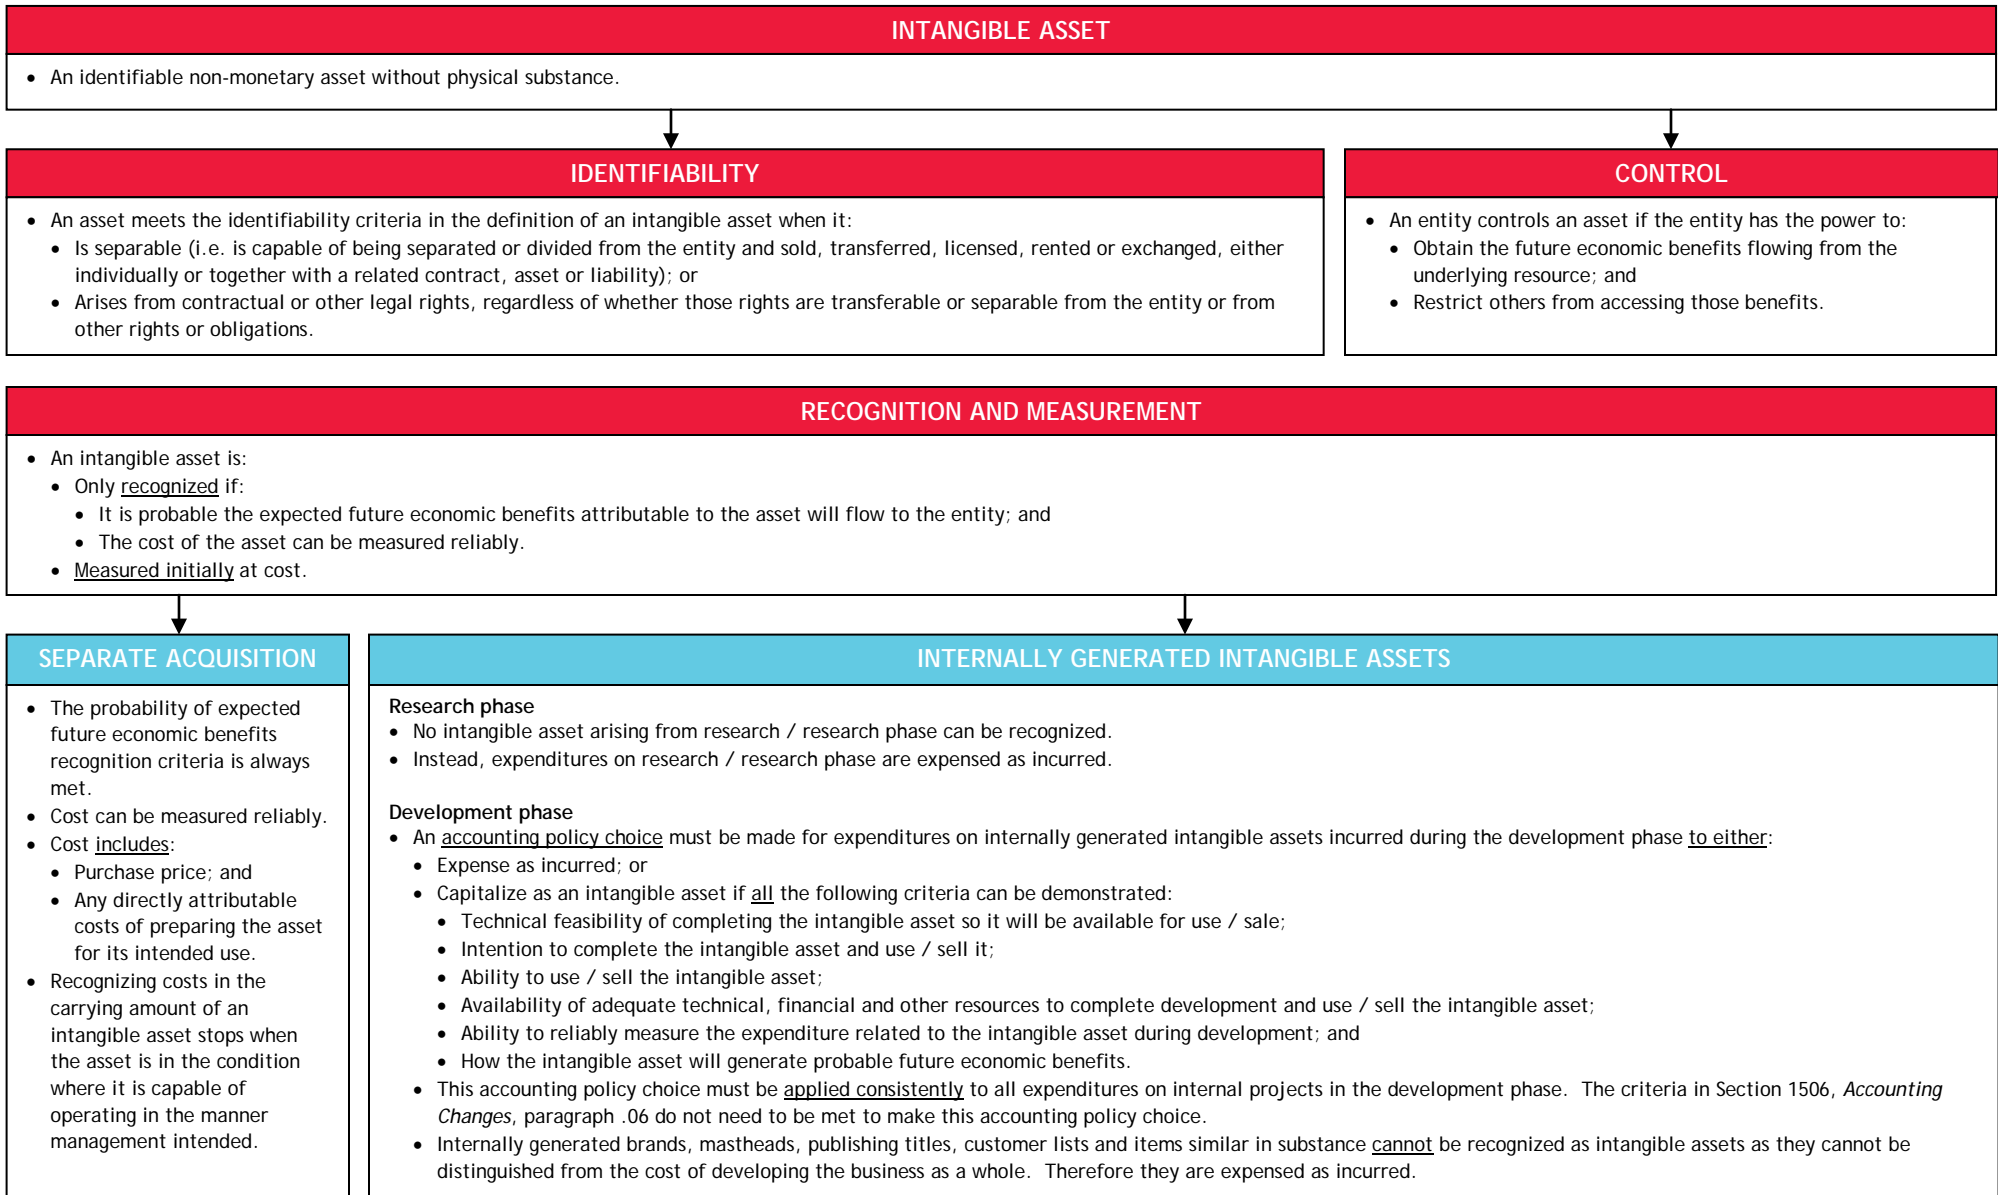 INTANGIBLE ASSET
• An identifiable non-monetary asset without physical substance.
IDENTIFIABILITY
• An asset meets the identifiability criteria in the definition of an intangible asset when it:
• Is separable (i.e. is capable of being separated or divided from the entity and sold, transferred, licensed, rented or exchanged, either
individually or together with a related contract, asset or liability); or
• Arises from contractual or other legal rights, regardless of whether those rights are transferable or separable from the entity or from
other rights or obligations.
CONTROL
• An entity controls an asset if the entity has the power to:
• Obtain the future economic benefits flowing from the
underlying resource; and
• Restrict others from accessing those benefits.
RECOGNITION AND MEASUREMENT
• An intangible asset is:
• Only recognized if:
• It is probable the expected future economic benefits attributable to the asset will flow to the entity; and
• The cost of the asset can be measured reliably.
• Measured initially at cost.
SEPARATE ACQUISITION
• The probability of expected
future economic benefits
recognition criteria is always
met.
• Cost can be measured reliably.
• Cost includes:
• Purchase price; and
• Any directly attributable
costs of preparing the asset
for its intended use.
• Recognizing costs in the
carrying amount of an
intangible asset stops when
the asset is in the condition
where it is capable of
operating in the manner
management intended.
INTERNALLY GENERATED INTANGIBLE ASSETS
Research phase
• No intangible asset arising from research / research phase can be recognized.
• Instead, expenditures on research / research phase are expensed as incurred.
Development phase
• An accounting policy choice must be made for expenditures on internally generated intangible assets incurred during the development phase to either:
• Expense as incurred; or
• Capitalize as an intangible asset if all the following criteria can be demonstrated:
• Technical feasibility of completing the intangible asset so it will be available for use / sale;
• Intention to complete the intangible asset and use / sell it;
• Ability to use / sell the intangible asset;
• Availability of adequate technical, financial and other resources to complete development and use / sell the intangible asset;
• Ability to reliably measure the expenditure related to the intangible asset during development; and
• How the intangible asset will generate probable future economic benefits.
• This accounting policy choice must be applied consistently to all expenditures on internal projects in the development phase.  The criteria in Section 1506, Accounting
Changes, paragraph .06 do not need to be met to make this accounting policy choice.
• Internally generated brands, mastheads, publishing titles, customer lists and items similar in substance cannot be recognized as intangible assets as they cannot be
distinguished from the cost of developing the business as a whole.  Therefore they are expensed as incurred.